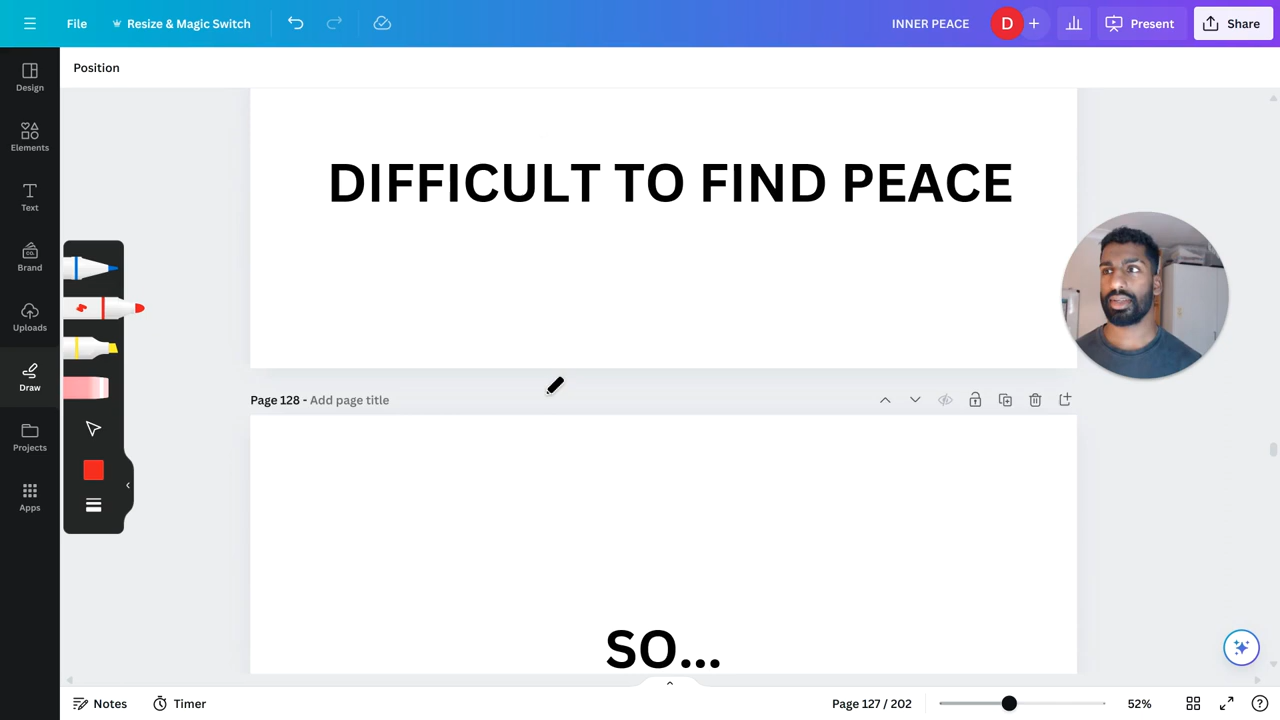 File
Resize & Magic Switch
INNER PEACE
D
Present
Share
Position
Design
Elements
Text
Brand
CO.
Uploads
Draw
Projects
Apps
DIFFICULT TO FIND PEACE
Page 128 - Add page title
SO...
Notes
Timer
Page 127 / 202
52%